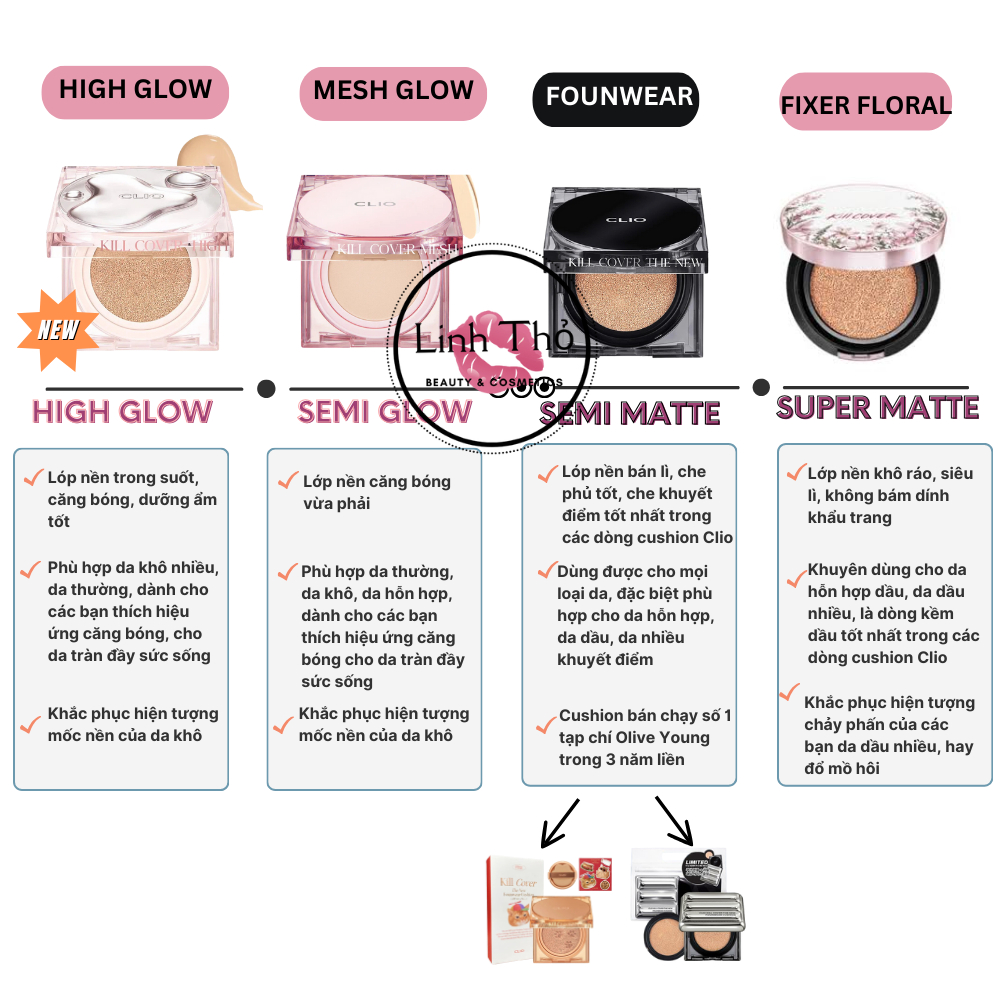 HIGH GLOW
MESH GLOW
FOUNWEAR
FIXER FLORAL
CLIO
KILL COVER HIGH
CLIO
KILL COVER MESH
CLIO
KILL COVER THE NEW
KILL COVER
NEW
Linh Thỏ
BEAUTY & COSMETICS
HIGH GLOW
SEMI GLOW
SEMI MATTE
SUPER MATTE
Lóp nền trong suốt,
căng bóng, dưỡng ẩm
tốt
Phù hợp da khô nhiều,
da thường, dành cho
các bạn thích hiệu
ứng căng bóng, cho
da tràn đầy sức sống
Khắc phục hiện tượng
mốc nền của da khô
Lớp nền căng bóng
vừa phải
Phù hợp da thường,
da khô, da hỗn hợp,
dành cho các bạn
thích hiệu ứng căng
bóng cho da tràn đầy
sức sống
Khắc phục hiện tượng
mốc nền của da khô
Lóp nền bán lì, che
phủ tốt, che khuyết
điểm tốt nhất trong
các dòng cushion Clio
Dùng được cho mọi
loại da, đặc biệt phù
hợp cho da hỗn hợp,
da dầu, da nhiều
khuyết điểm
Cushion bán chạy số 1
tạp chí Olive Young
trong 3 năm liền
Lớp nền khô ráo, siêu
lì, không bám dính
khẩu trang
Khuyên dùng cho da
hỗn hợp dầu, da dầu
nhiều, là dòng kềm
dầu tốt nhất trong các
dòng cushion Clio
Khắc phục hiện tượng
chảy phấn của các
bạn da dầu nhiều, hay
đổ mồ hôi
Kill Cover
LIMITED